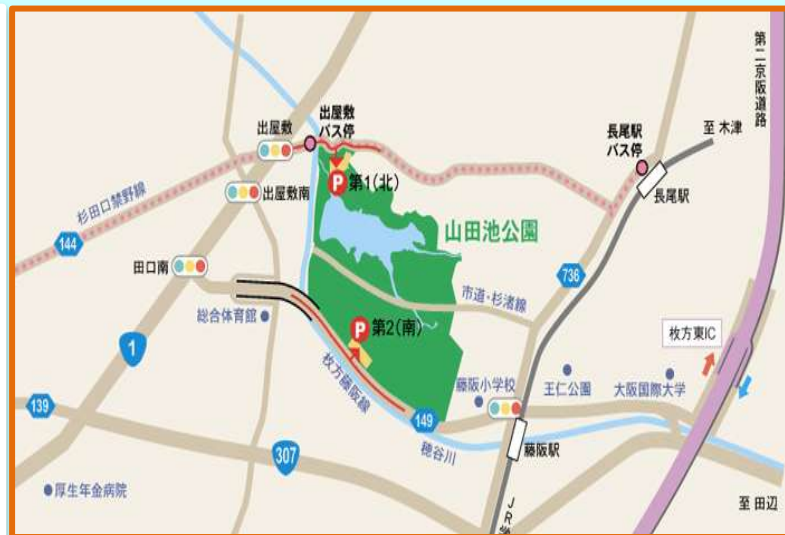 第二京阪道路
出屋敷
バス停
出屋敷
長尾駅
バス停
至 木津
P 第1(北)
長尾駅
出屋敷南
杉田口禁野線
山田池公園
144
田口南
736
市道・杉渚線
総合体育館
P 第2(南)
枚方東IC
1
枚方藤阪線
藤阪小学校
王仁公園
大阪国際大学
139
149
穂谷川
307
藤阪駅
厚生年金病院
至 田辺
JR学